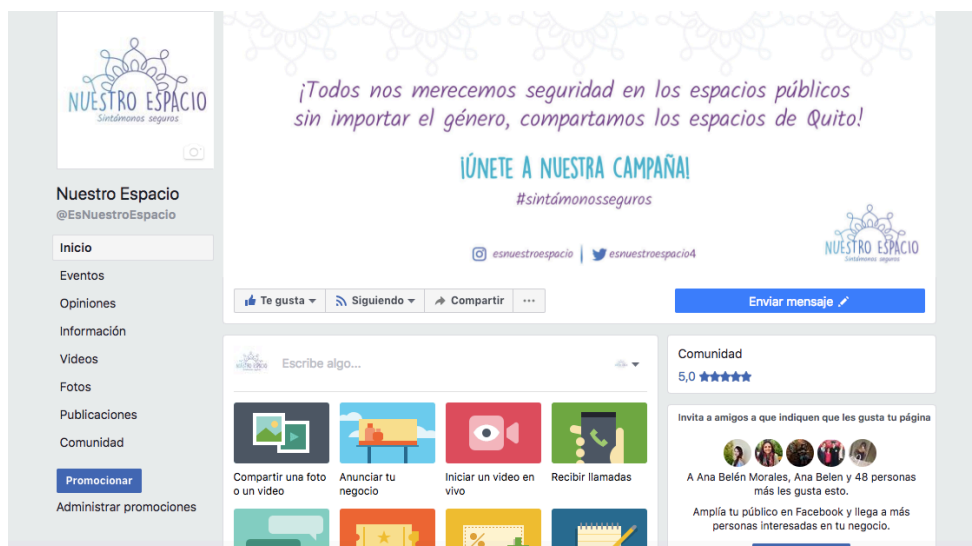 NUESTRO ESPACIO
Sintámonos seguros
¡Todos nos merecemos seguridad en los espacios públicos
sin importar el género, compartamos los espacios de Quito!
¡ÚNETE A NUESTRA CAMPAÑA!
#sintámonosseguros
esnuestroespacio | esnuestroespacio4
NUESTRO ESPACIO
Sintámonos seguros
Nuestro Espacio
@EsNuestroEspacio
Inicio
Eventos
Opiniones
Información
Videos
Fotos
Publicaciones
Comunidad
Promocionar
Administrar promociones
Te gusta
Siguiendo
Compartir
Enviar mensaje
Escribe algo...
Compartir una foto
o un video
Anunciar tu
negocio
Iniciar un video en
vivo
Recibir llamadas
Comunidad
5,0
Invita a amigos a que indiquen que les gusta tu página
A Ana Belén Morales, Ana Belen y 48 personas
más les gusta esto.
Amplía tu público en Facebook y llega a más
personas interesadas en tu negocio.